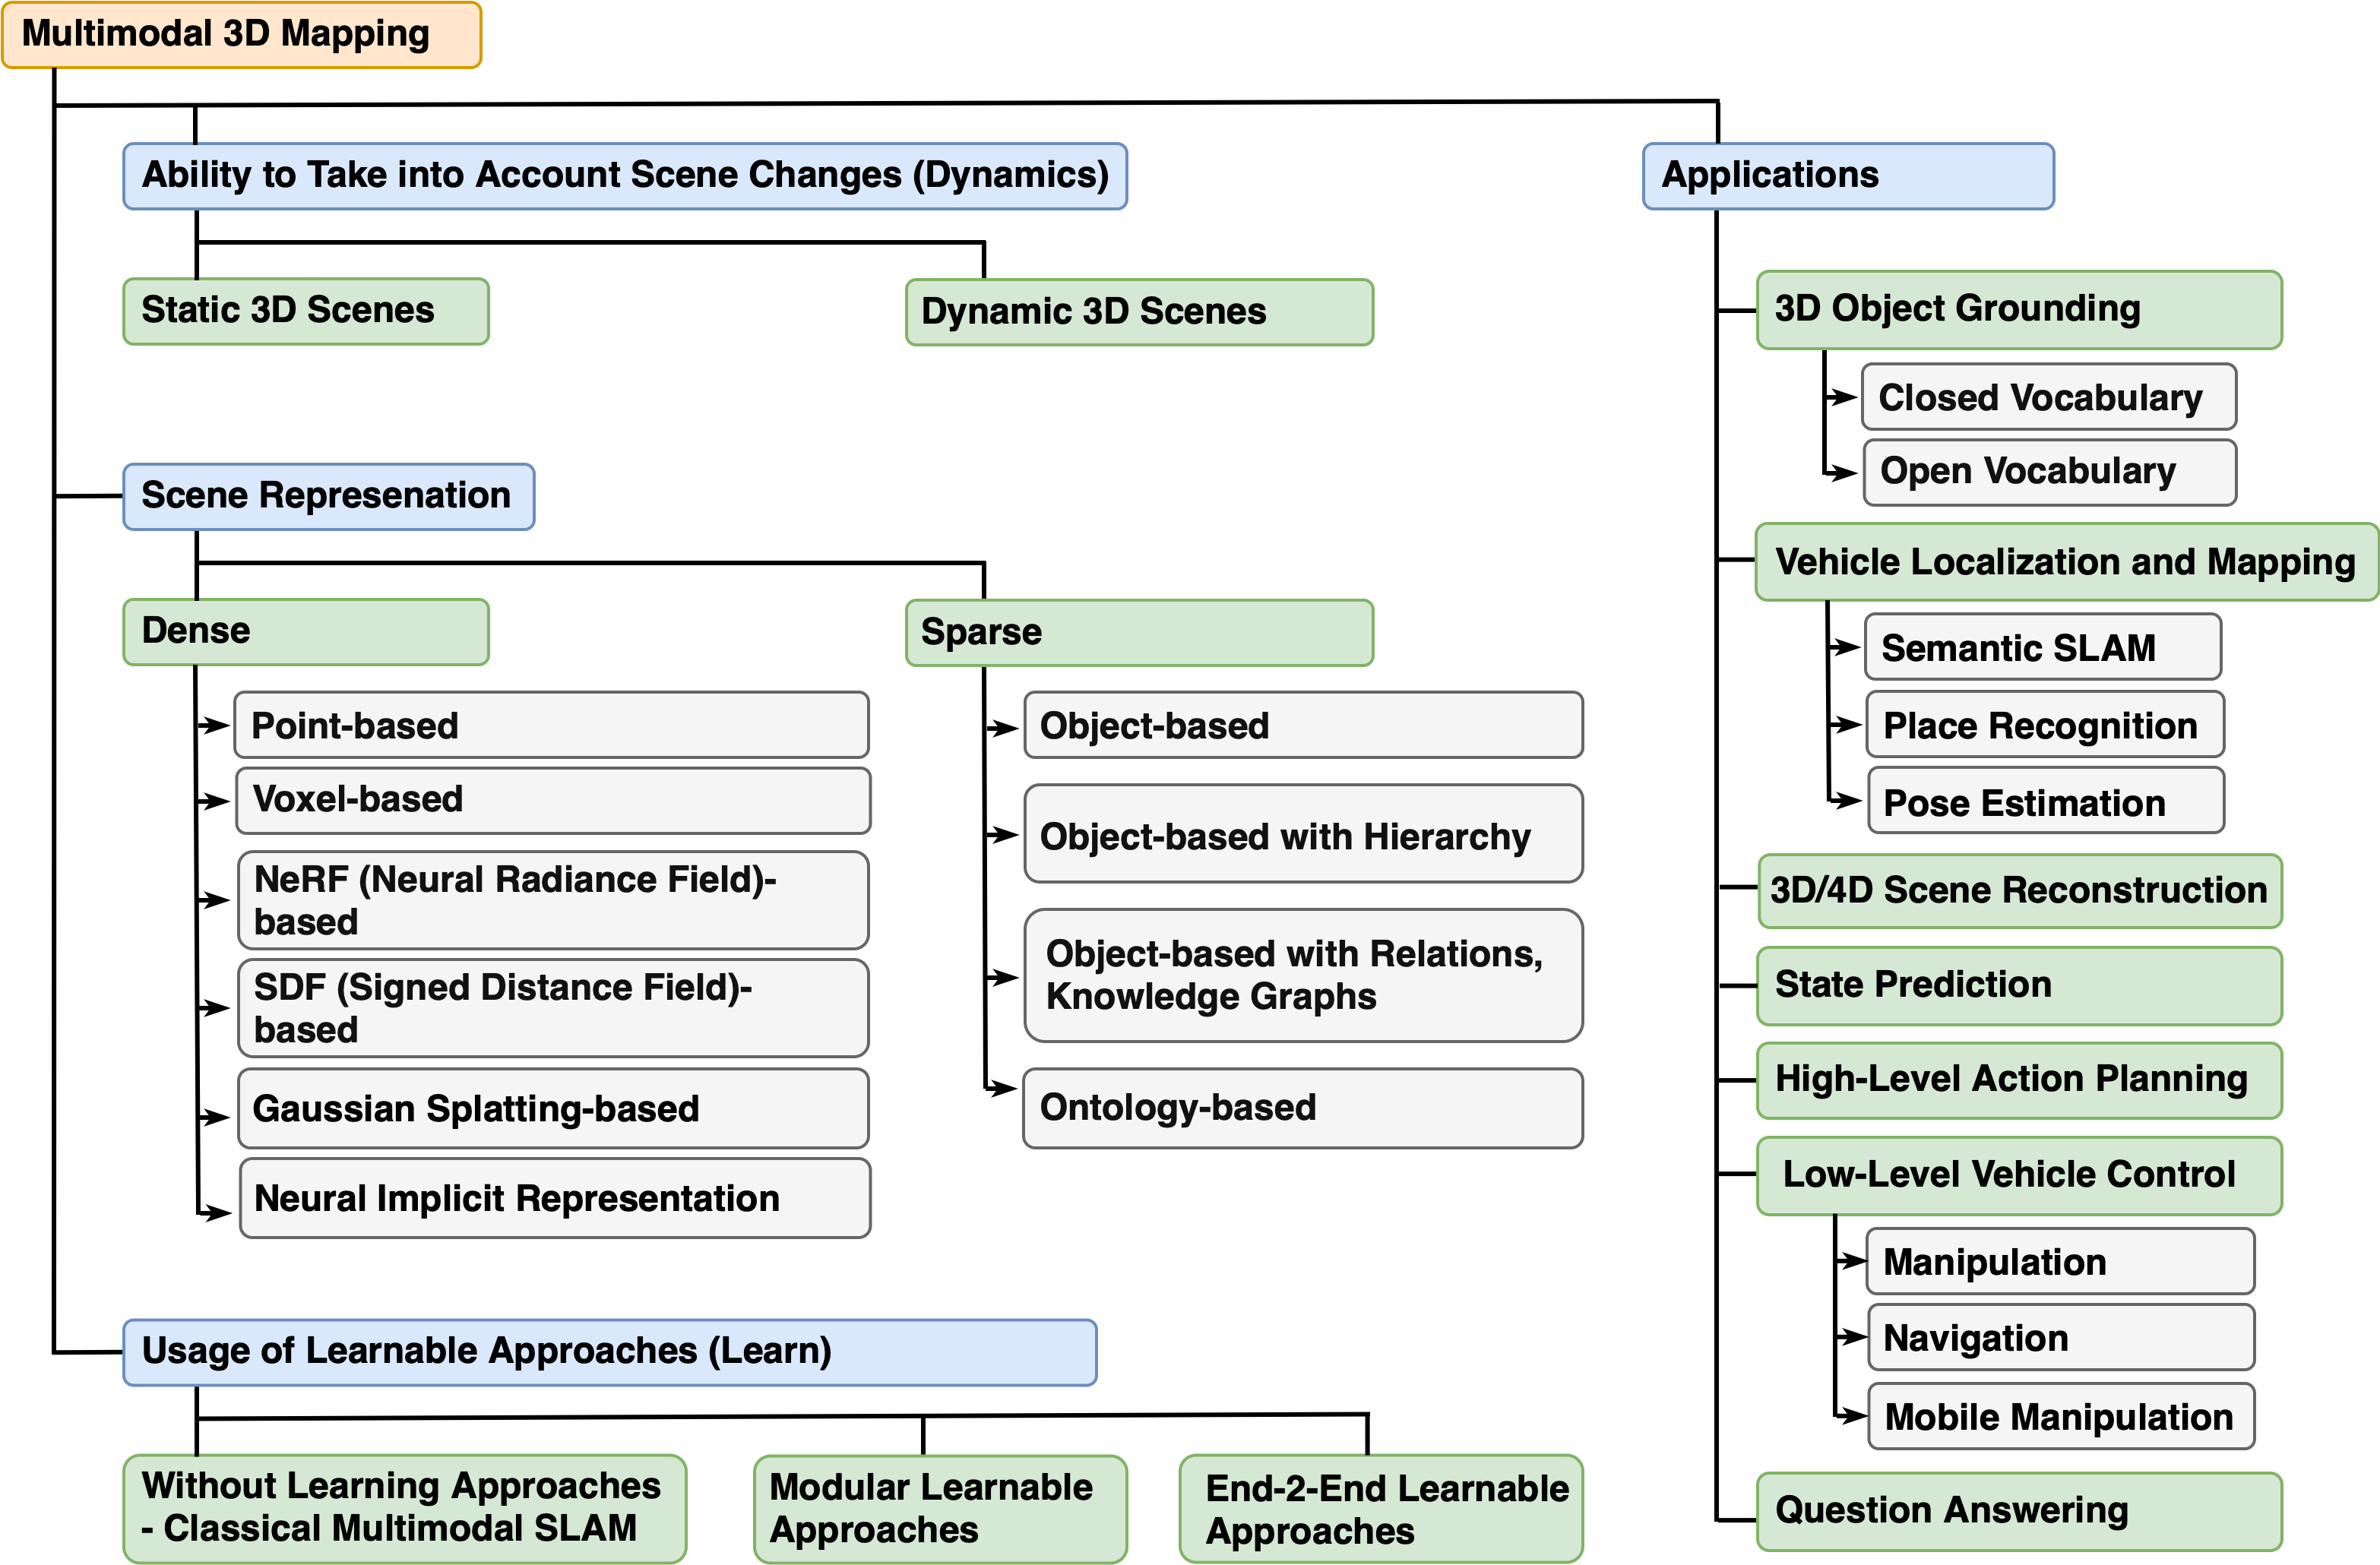 Multimodal 3D Mapping
Ability to Take into Account Scene Changes (Dynamics)
Static 3D Scenes
Dynamic 3D Scenes
Scene Represenation
Dense
Point-based
Voxel-based
NeRF (Neural Radiance Field)-
based
SDF (Signed Distance Field)-
based
Gaussian Splatting-based
Neural Implicit Representation
Sparse
Object-based
Object-based with Hierarchy
Object-based with Relations,
Knowledge Graphs
Ontology-based
Usage of Learnable Approaches (Learn)
Without Learning Approaches
- Classical Multimodal SLAM
Modular Learnable
Approaches
End-2-End Learnable
Approaches
Applications
3D Object Grounding
Closed Vocabulary
Open Vocabulary
Vehicle Localization and Mapping
Semantic SLAM
Place Recognition
Pose Estimation
3D/4D Scene Reconstruction
State Prediction
High-Level Action Planning
Low-Level Vehicle Control
Manipulation
Navigation
Mobile Manipulation
Question Answering